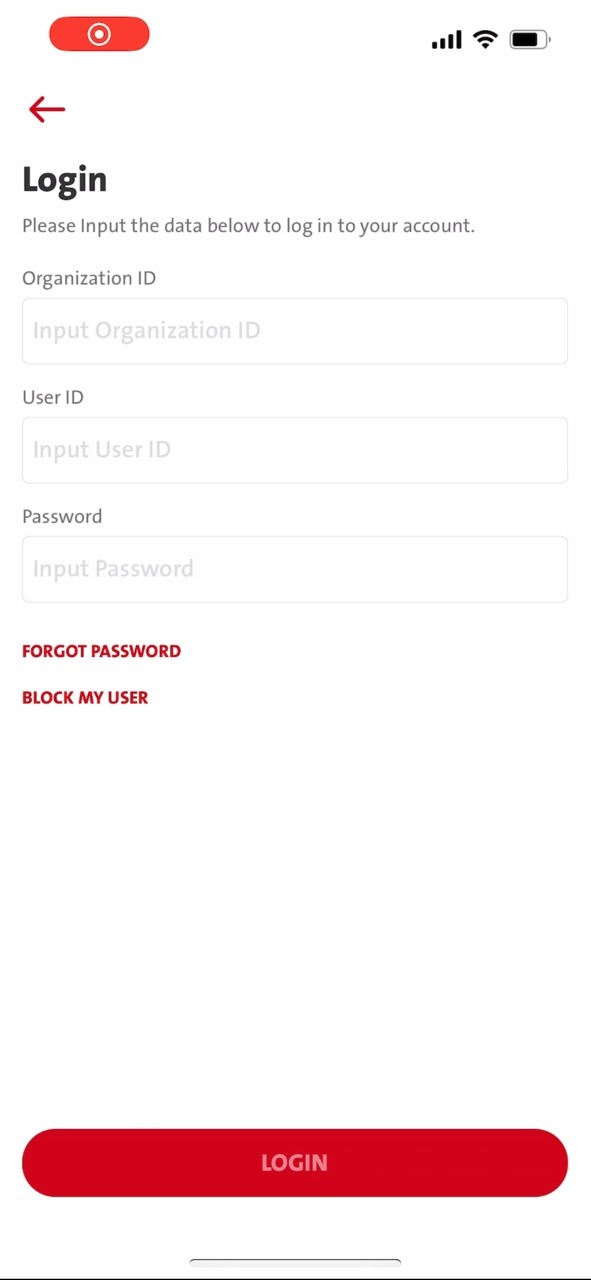 Login
Please Input the data below to log in to your account.
Organization ID
Input Organization ID
User ID
Input User ID
Password
Input Password
FORGOT PASSWORD
BLOCK MY USER
LOGIN